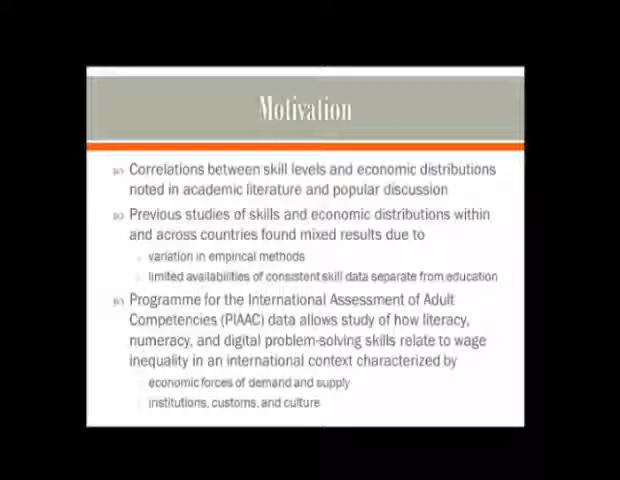 Motivation
Correlations between skill levels and economic distributions
noted in academic literature and popular discussion
Previous studies of skills and economic distributions within
and across countries found mixed results due to
variation in empirical methods
limited availabilities of consistent skill data separate from education
Programme for the International Assessment of Adult
Competencies (PIAAC) data allows study of how literacy,
numeracy, and digital problem-solving skills relate to wage
inequality in an international context characterized by
economic forces of demand and supply
institutions, customs, and culture